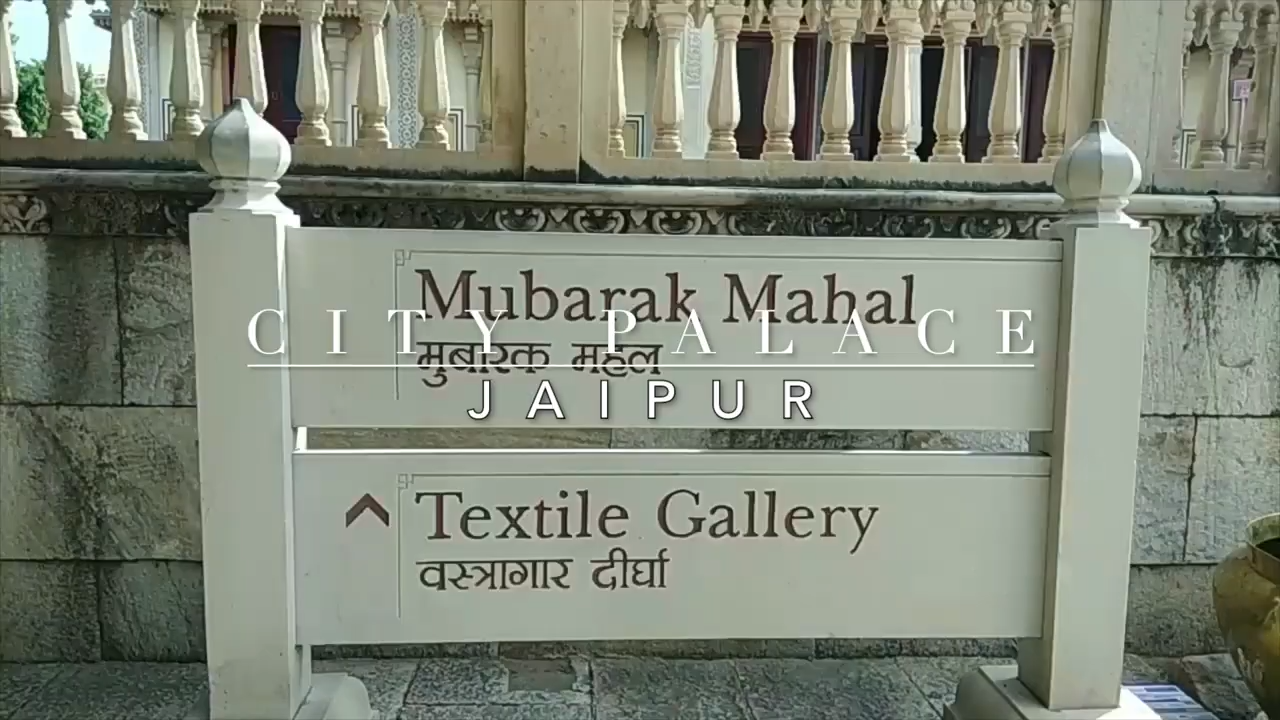 Mubarak Mahal
CITY PALACE
मुबारक महल
JAIPUR
Textile Gallery
वस्त्रागार दीर्घा